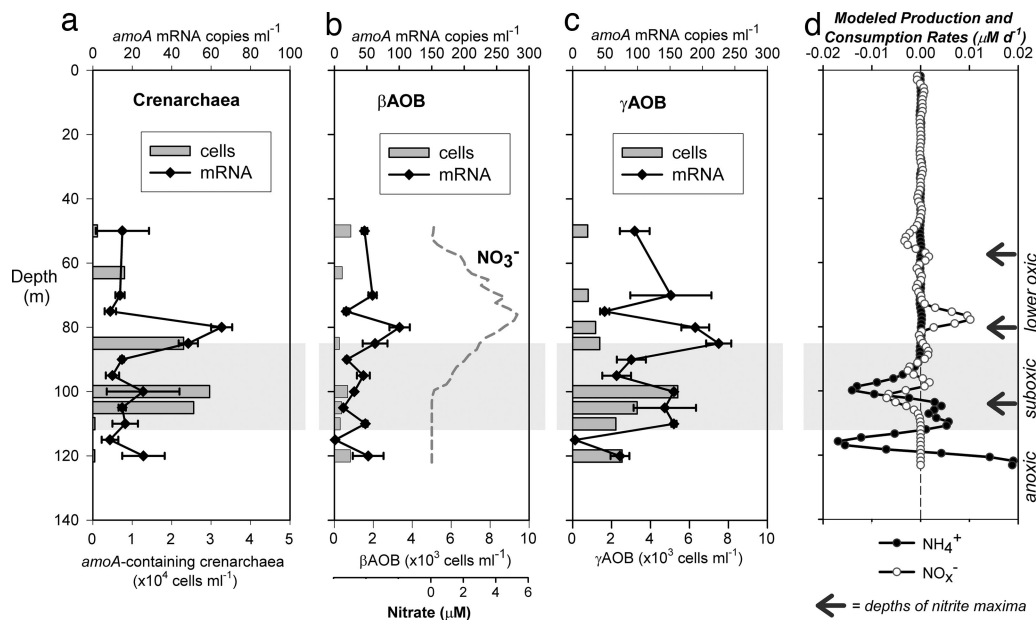 a
amoA mRNA copies ml-1
0 20 40 60 80 100
Crenarchaea
cells
mRNA
0
20
40
60
80
100
120
140
Depth
(m)
0 1 2 3 4 5
amoA-containing crenarchaea
(x10⁴ cells ml-1)
b
amoA mRNA copies ml-1
0 50 100 150 200 250 300
βAOB
cells
mRNA
NO3-
0 2 4 6 8 10
βAOB (x10³ cells ml-1)
0 2 4 6
Nitrate (μM)
c
amoA mRNA copies ml-1
0 50 100 150 200 250 300
γAOB
cells
mRNA
0 2 4 6 8 10
γAOB (x10³ cells ml-1)
d
Modeled Production and
Consumption Rates (μM d-1)
-0.02 -0.01 0.00 0.01 0.02
lower oxic
suboxic
anoxic
NH4+
NOx-
= depths of nitrite maxima